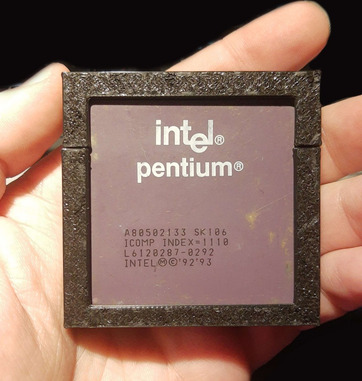 intel®
pentium®
A80502133 SK106
ICOMP INDEX=1110
L6120287-0292
INTEL Ⓜ © '92'93